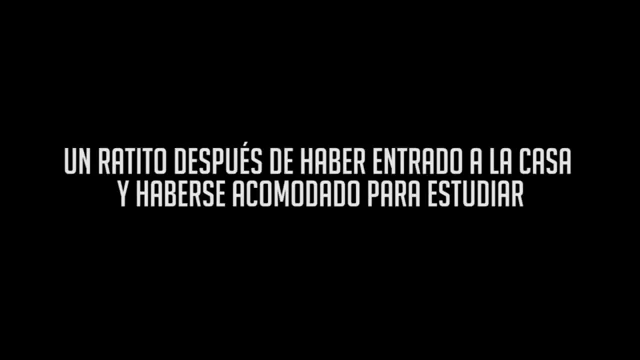 UN RATITO DESPUÉS DE HABER ENTRADO A LA CASA
Y HABERSE ACOMODADO PARA ESTUDIAR